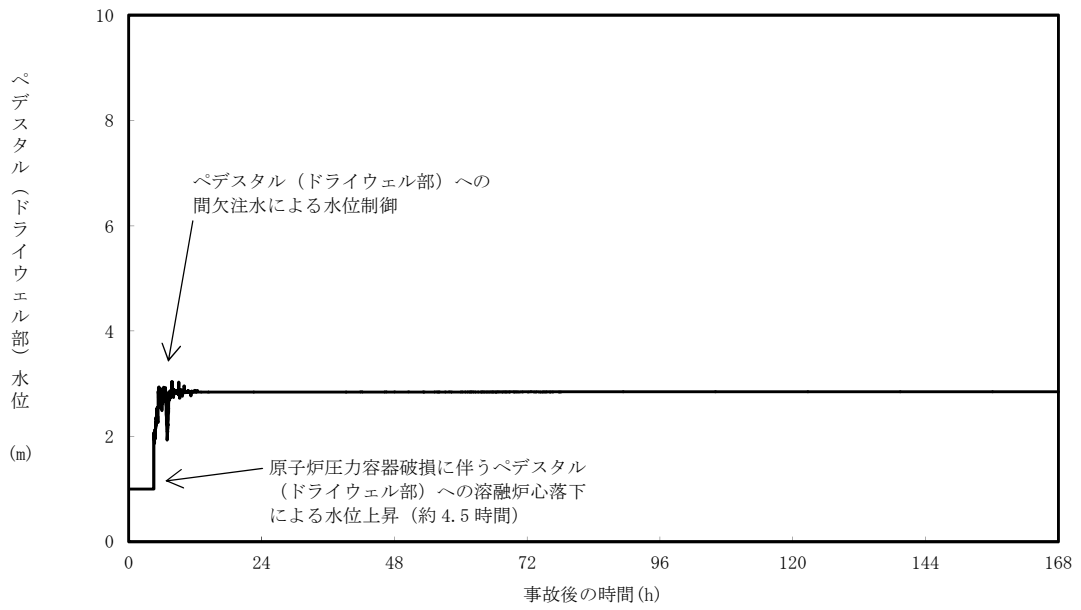 ペデスタル（ドライウェル部）水位 (m)
10
8
6
4
2
0
ペデスタル（ドライウェル部）への
間欠注水による水位制御
原子炉圧力容器破損に伴うペデスタル
（ドライウェル部）への溶融炉心落下
による水位上昇（約 4.5 時間）
0 24 48 72 96 120 144 168
事故後の時間(h)